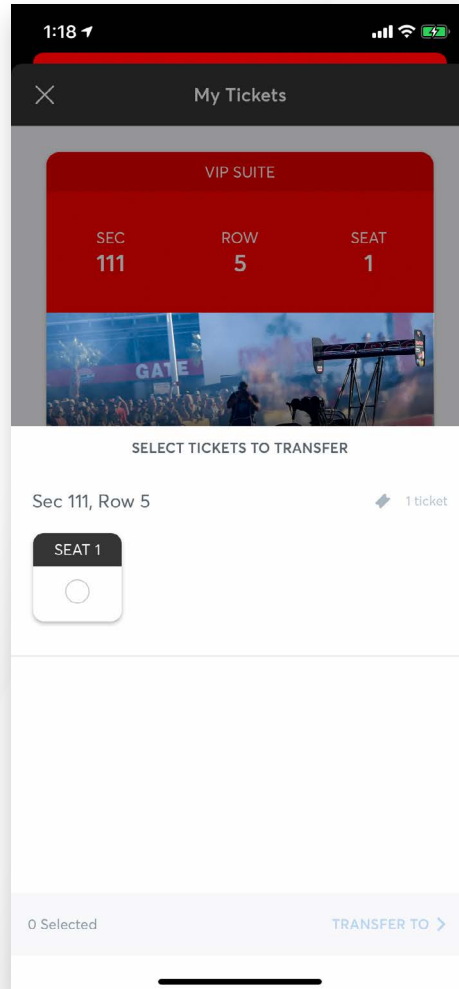 1:18
My Tickets
VIP SUITE
SEC ROW SEAT
111 5 1
GATE
SELECT TICKETS TO TRANSFER
Sec 111, Row 5 1 ticket
SEAT 1
0 Selected TRANSFER TO